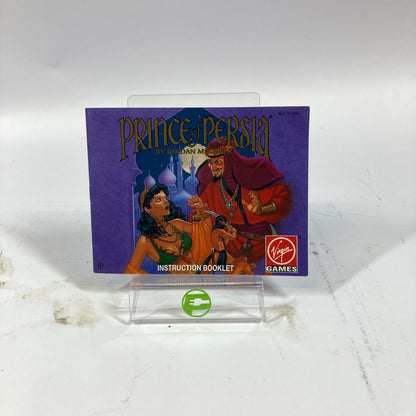 PRINCE of PERSIA
BY JORDAN MECHNER
INSTRUCTION BOOKLET
Virgin
GAMES